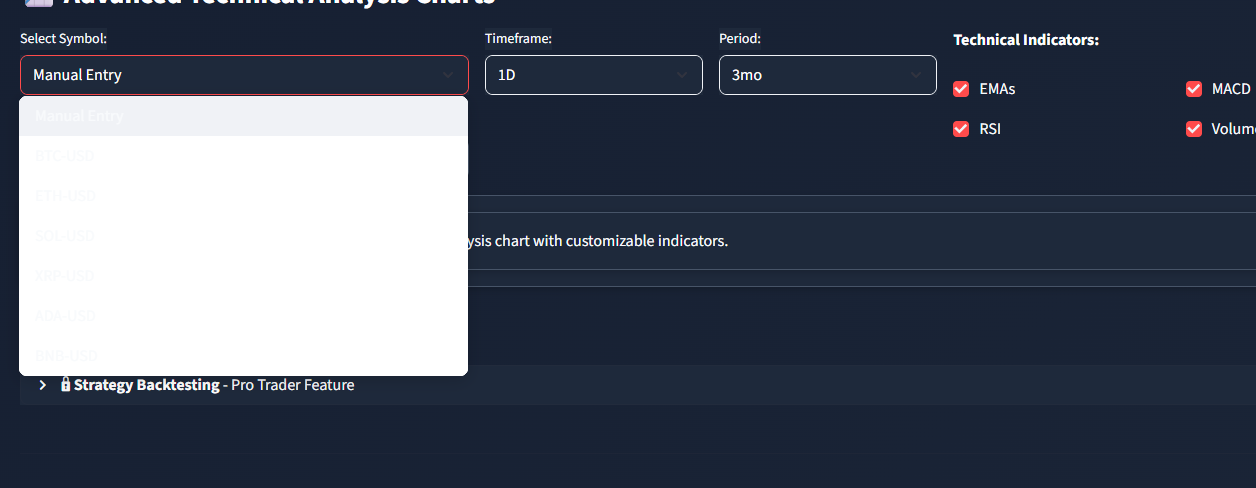 Advanced Technical Analysis Charts
Select Symbol:
Timeframe:
Period:
Technical Indicators:
Manual Entry
1D
3mo
EMAs
MACD
RSI
Volume
Manual Entry
BTC-USD
ETH-USD
SOL-USD
XRP-USD
ADA-USD
BNB-USD
ysis chart with customizable indicators.
Strategy Backtesting - Pro Trader Feature